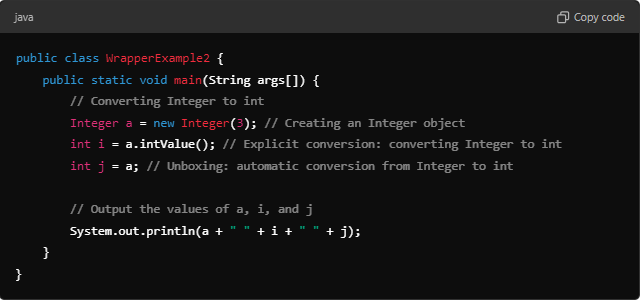 java Copy code
public class WrapperExample2 {
    public static void main(String args[]) {
        // Converting Integer to int
        Integer a = new Integer(3); // Creating an Integer object
        int i = a.intValue(); // Explicit conversion: converting Integer to int
        int j = a; // Unboxing: automatic conversion from Integer to int

        // Output the values of a, i, and j
        System.out.println(a + " " + i + " " + j);
    }
}